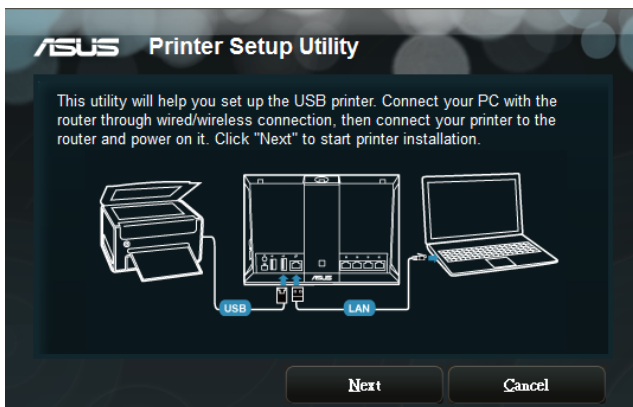 ASUS Printer Setup Utility
This utility will help you set up the USB printer. Connect your PC with the
router through wired/wireless connection, then connect your printer to the
router and power on it. Click "Next" to start printer installation.
ASUS
USB
LAN
Next
Cancel